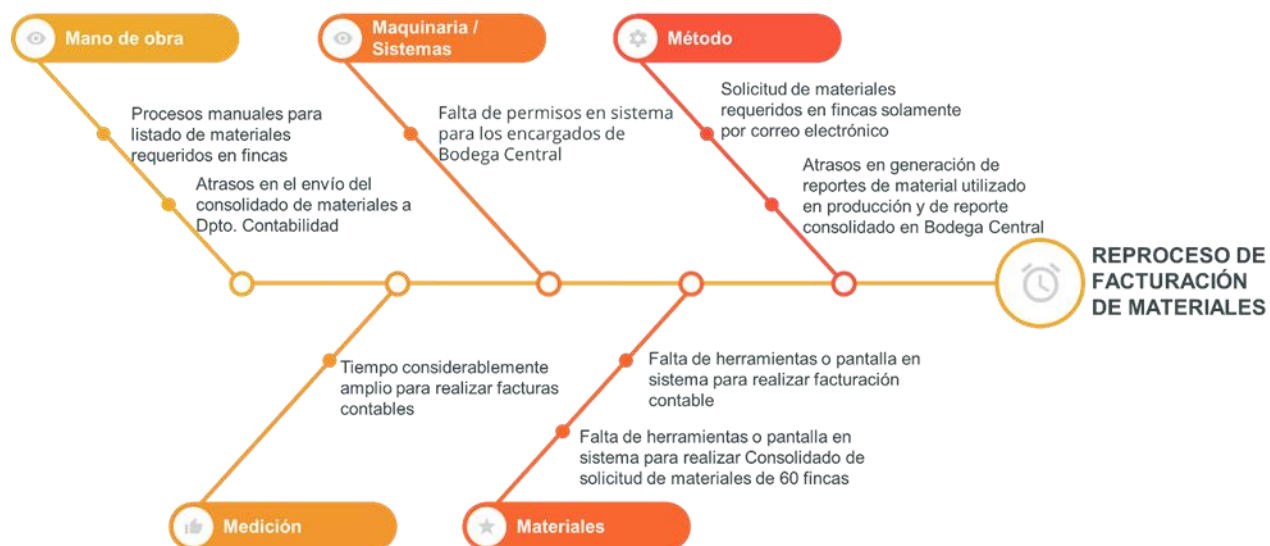 Mano de obra
Maquinaria /
Sistemas
Método
Procesos manuales para
listado de materiales
requeridos en fincas
Atrasos en el envío del
consolidado de materiales a
Dpto. Contabilidad
Falta de permisos en sistema
para los encargados de
Bodega Central
Solicitud de materiales
requeridos en fincas solamente
por correo electrónico
Atrasos en generación de
reportes de material utilizado
en producción y de reporte
consolidado en Bodega Central
REPROCESO DE
FACTURACIÓN
DE MATERIALES
Tiempo considerablemente
amplio para realizar facturas
contables
Falta de herramientas o pantalla en
sistema para realizar facturación
contable
Falta de herramientas o pantalla en
sistema para realizar Consolidado de
solicitud de materiales de 60 fincas
Medición
Materiales